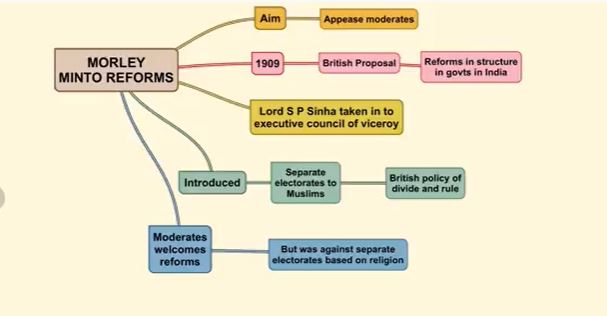 Aim
Appease moderates
MORLEY
MINTO REFORMS
1909
British Proposal
Reforms in structure
in govts in India
Lord S P Sinha taken in to
executive council of viceroy
Introduced
Separate
electorates to
Muslims
British policy of
divide and rule
Moderates
welcomes
reforms
But was against separate
electorates based on religion